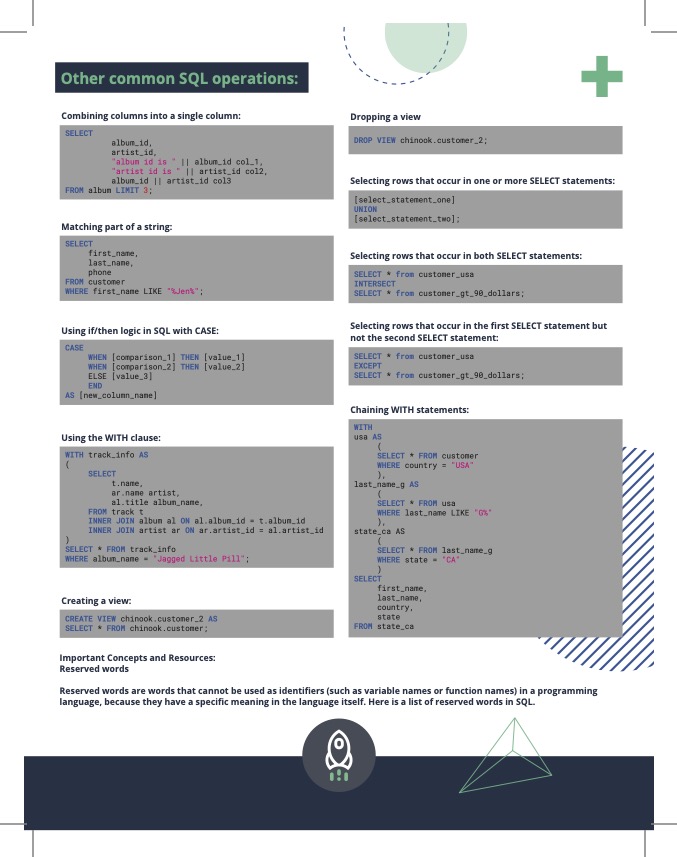 Other common SQL operations:
Combining columns into a single column:
SELECT
album_id,
artist_id,
"album id is " || album_id col_1,
"artist id is " || artist_id col2,
album_id || artist_id col3
FROM album LIMIT 3;
Matching part of a string:
SELECT
first_name,
last_name,
phone
FROM customer
WHERE first_name LIKE "%Jen%";
Using if/then logic in SQL with CASE:
CASE
WHEN [comparison_1] THEN [value_1]
WHEN [comparison_2] THEN [value_2]
ELSE [value_3]
END
AS [new_column_name]
Using the WITH clause:
WITH track_info AS
(
SELECT
t.name,
ar.name artist,
al.title album_name,
FROM track t
INNER JOIN album al ON al.album_id = t.album_id
INNER JOIN artist ar ON ar.artist_id = al.artist_id
)
SELECT * FROM track_info
WHERE album_name = "Jagged Little Pill";
Creating a view:
CREATE VIEW chinook.customer_2 AS
SELECT * FROM chinook.customer;
Dropping a view
DROP VIEW chinook.customer_2;
Selecting rows that occur in one or more SELECT statements:
[select_statement_one]
UNION
[select_statement_two];
Selecting rows that occur in both SELECT statements:
SELECT * from customer_usa
INTERSECT
SELECT * from customer_gt_90_dollars;
Selecting rows that occur in the first SELECT statement but
not the second SELECT statement:
SELECT * from customer_usa
EXCEPT
SELECT * from customer_gt_90_dollars;
Chaining WITH statements:
WITH
usa AS
(
SELECT * FROM customer
WHERE country = "USA"
),
last_name_g AS
(
SELECT * FROM usa
WHERE last_name LIKE "G%"
),
state_ca AS
(
SELECT * FROM last_name_g
WHERE state = "CA"
)
SELECT
first_name,
last_name,
country,
state
FROM state_ca
Important Concepts and Resources:
Reserved words
Reserved words are words that cannot be used as identifiers (such as variable names or function names) in a programming
language, because they have a specific meaning in the language itself. Here is a list of reserved words in SQL.